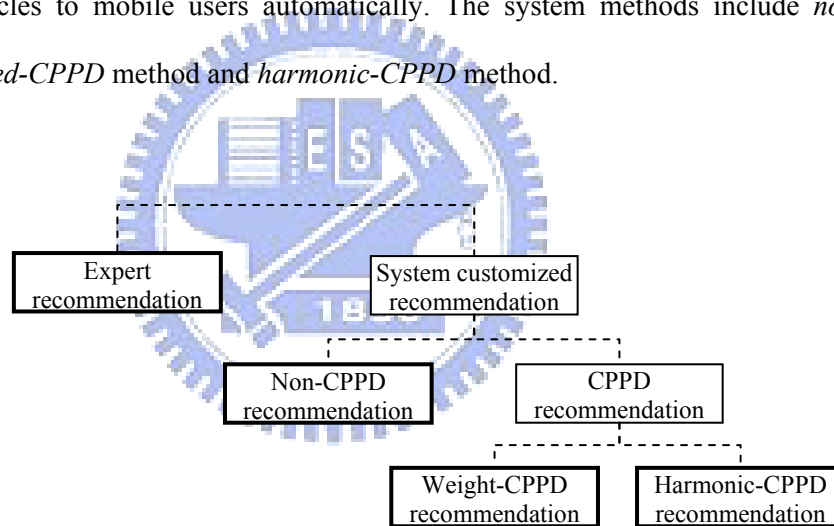 cles to mobile users automatically. The system methods include no
ed-CPPD method and harmonic-CPPD method.
E S A
Expert
recommendation
System customized
recommendation
Non-CPPD
recommendation
CPPD
recommendation
Weight-CPPD
recommendation
Harmonic-CPPD
recommendation